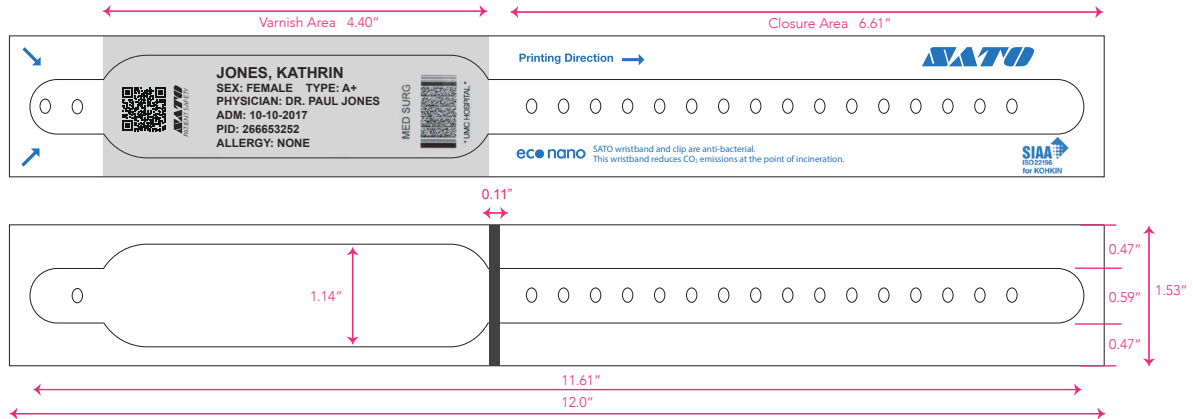 Varnish Area 4.40"
Closure Area 6.61"
Printing Direction
SATO
JONES, KATHRIN
SEX: FEMALE TYPE: A+
PHYSICIAN: DR. PAUL JONES
ADM: 10-10-2017
PID: 266653252
ALLERGY: NONE
SATO
PATIENT SAFETY
MED SURG
* UMC HOSPITAL *
eco nano
SATO wristband and clip are anti-bacterial.
This wristband reduces CO₂ emissions at the point of incineration.
SIAA
ISO22196
for KOHKIN
0.11"
1.14"
0.47"
0.59"
1.53"
0.47"
11.61"
12.0"